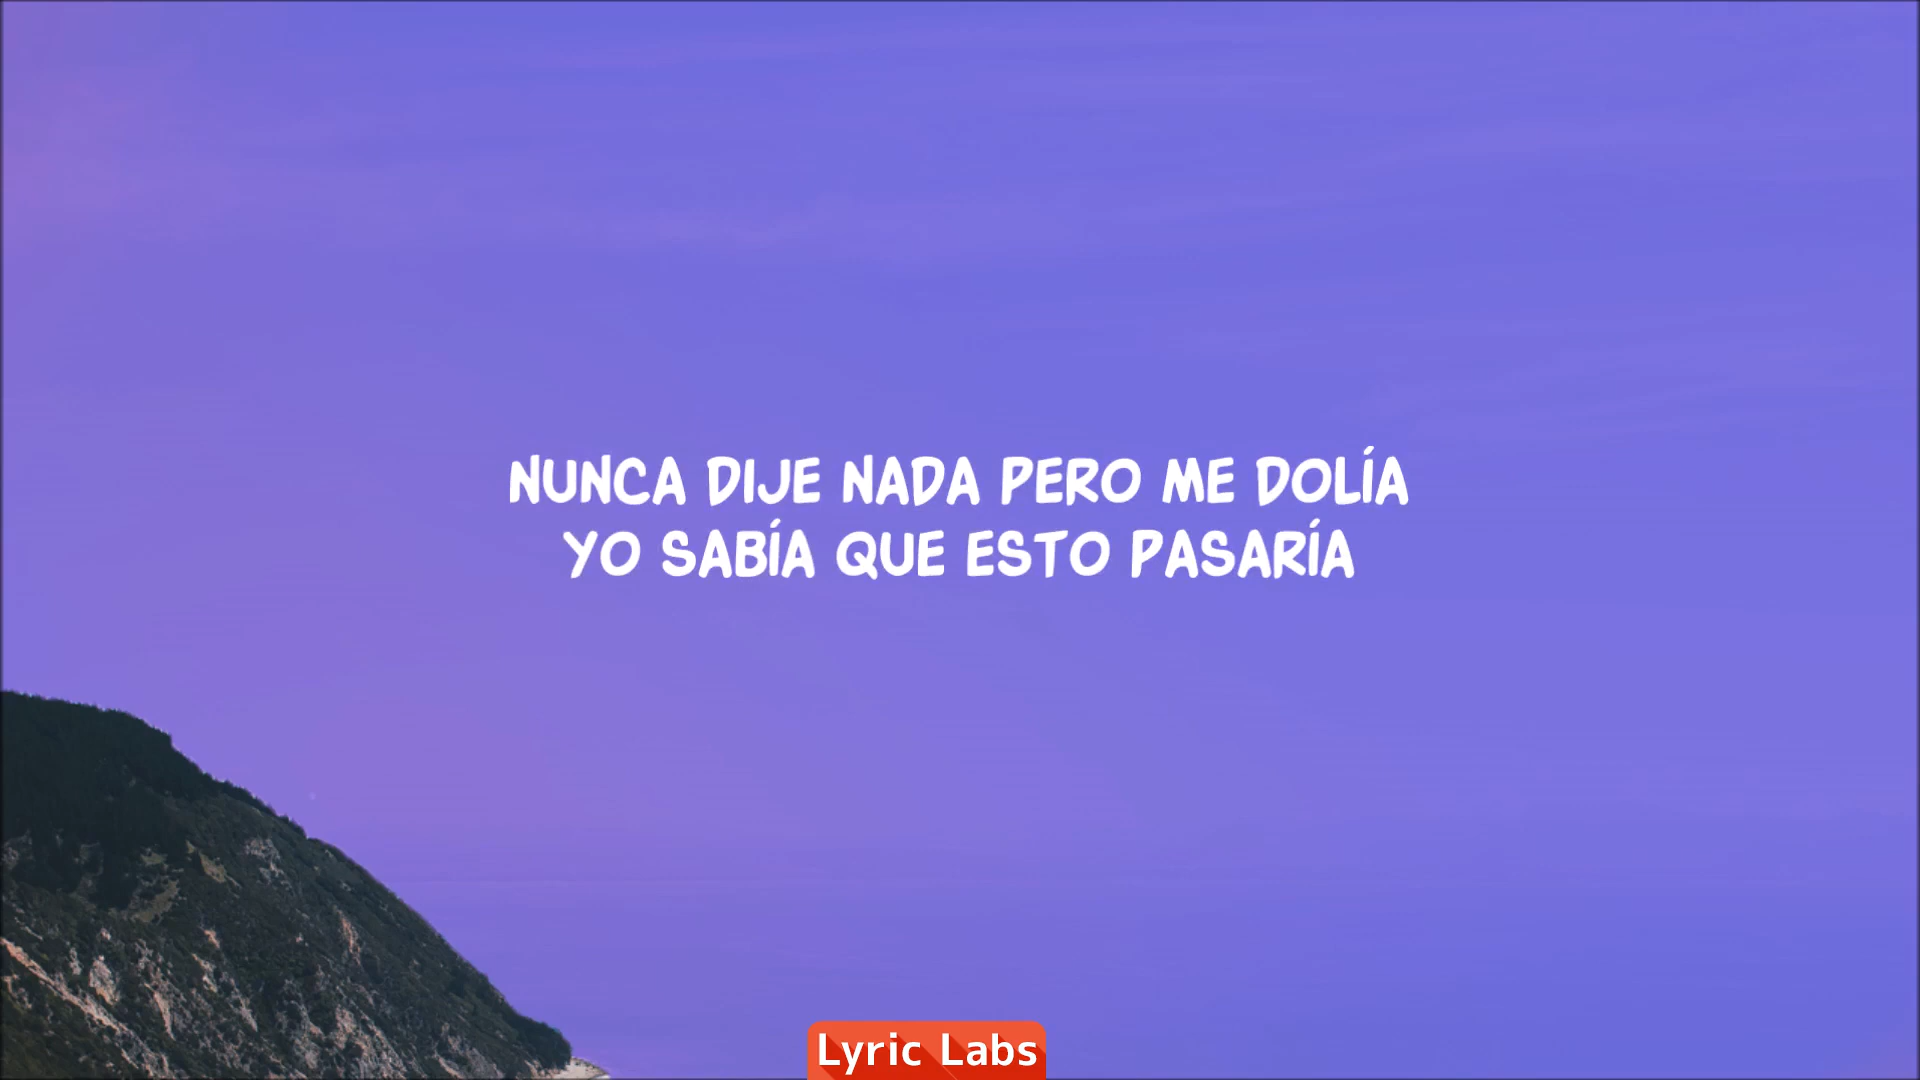 NUNCA DIJE NADA PERO ME DOLÍA
YO SABÍA QUE ESTO PASARÍA
Lyric Labs